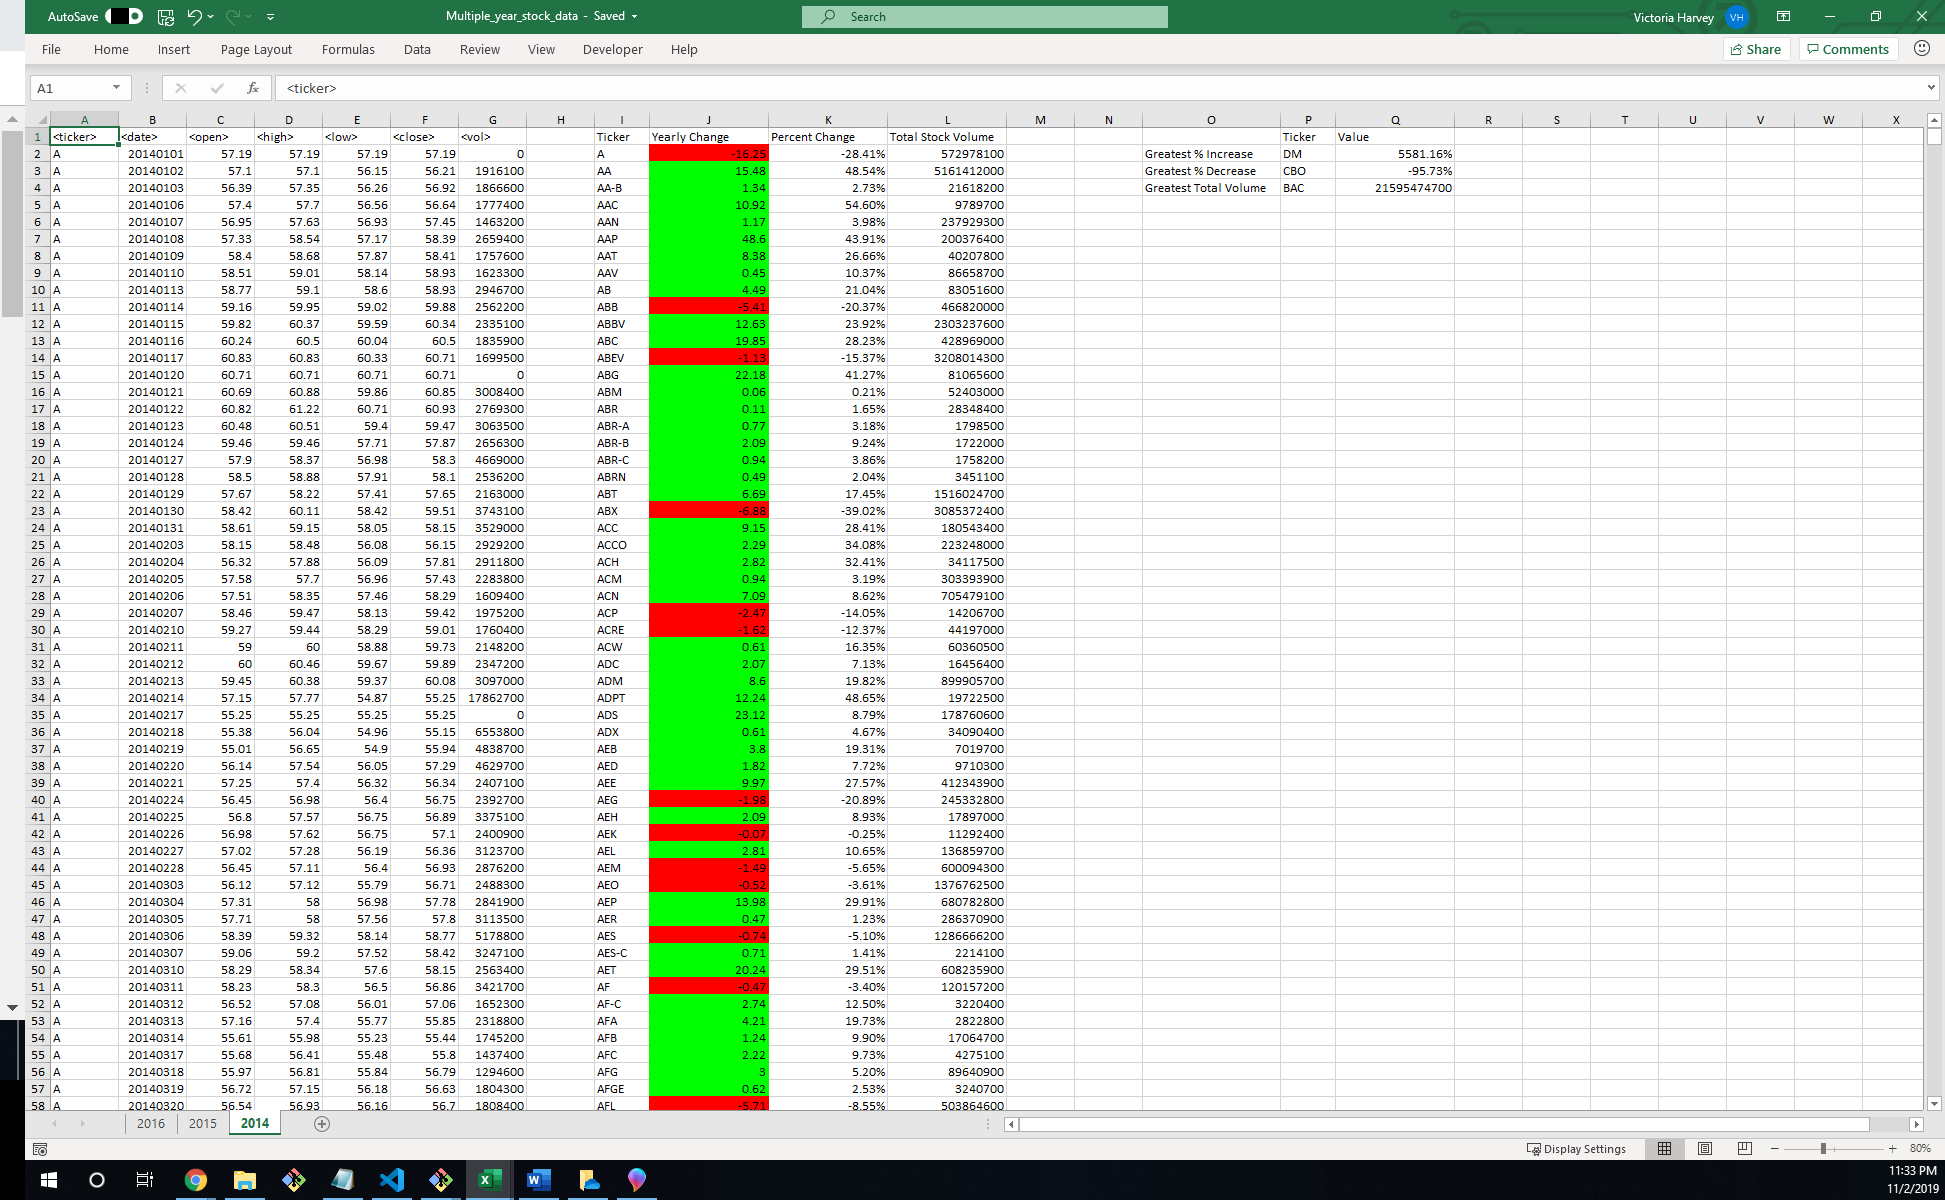 AutoSave Multiple_year_stock_data - Saved Search Victoria Harvey VH
File Home Insert Page Layout Formulas Data Review View Developer Help Share Comments
A1 fx <ticker>
A B C D E F G H I J K L M N O P Q R S T U V W X
1 <ticker> <date> <open> <high> <low> <close> <vol> Ticker Yearly Change Percent Change Total Stock Volume Ticker Value
2 A 20140101 57.19 57.19 57.19 57.19 0 A -16.25 -28.41% 572978100 Greatest % Increase DM 5581.16%
3 A 20140102 57.1 57.1 56.15 56.21 1916100 AA 15.48 48.54% 5161412000 Greatest % Decrease CBO -95.73%
4 A 20140103 56.39 57.35 56.26 56.92 1866600 AA-B 1.34 2.73% 21618200 Greatest Total Volume BAC 21595474700
5 A 20140106 57.4 57.7 56.56 56.64 1777400 AAC 10.92 54.60% 9789700
6 A 20140107 56.95 57.63 56.93 57.45 1463200 AAN 1.17 3.98% 237929300
7 A 20140108 57.33 58.54 57.17 58.39 2659400 AAP 48.6 43.91% 200376400
8 A 20140109 58.4 58.68 57.87 58.41 1757600 AAT 8.38 26.66% 40207800
9 A 20140110 58.51 59.01 58.14 58.93 1623300 AAV 0.45 10.37% 86658700
10 A 20140113 58.77 59.1 58.6 58.93 2946700 AB 4.49 21.04% 83051600
11 A 20140114 59.16 59.95 59.02 59.88 2562200 ABB -5.41 -20.37% 466820000
12 A 20140115 59.82 60.37 59.59 60.34 2335100 ABBV 12.63 23.92% 2303237600
13 A 20140116 60.24 60.5 60.04 60.5 1835900 ABC 19.85 28.23% 428969000
14 A 20140117 60.83 60.83 60.33 60.71 1699500 ABEV -1.13 -15.37% 3208014300
15 A 20140120 60.71 60.71 60.71 60.71 0 ABG 22.18 41.27% 81065600
16 A 20140121 60.69 60.88 59.86 60.85 3008400 ABM 0.06 0.21% 52403000
17 A 20140122 60.82 61.22 60.71 60.93 2769300 ABR 0.11 1.65% 28348400
18 A 20140123 60.48 60.51 59.4 59.47 3063500 ABR-A 0.77 3.18% 1798500
19 A 20140124 59.46 59.46 57.71 57.87 2656300 ABR-B 2.09 9.24% 1722000
20 A 20140127 57.9 58.37 56.98 58.3 4669000 ABR-C 0.94 3.86% 1758200
21 A 20140128 58.5 58.88 57.91 58.1 2536200 ABRN 0.49 2.04% 3451100
22 A 20140129 57.67 58.22 57.41 57.65 2163000 ABT 6.69 17.45% 1516024700
23 A 20140130 58.42 60.11 58.42 59.51 3743100 ABX -6.88 -39.02% 3085372400
24 A 20140131 58.61 59.15 58.05 58.15 3529000 ACC 9.15 28.41% 180543400
25 A 20140203 58.15 58.48 56.08 56.15 2929200 ACCO 2.29 34.08% 223248000
26 A 20140204 56.32 57.88 56.09 57.81 2911800 ACH 2.82 32.41% 34117500
27 A 20140205 57.58 57.7 56.96 57.43 2283800 ACM 0.94 3.19% 303393900
28 A 20140206 57.51 58.35 57.46 58.29 1609400 ACN 7.09 8.62% 705479100
29 A 20140207 58.46 59.47 58.13 59.42 1975200 ACP -2.47 -14.05% 14206700
30 A 20140210 59.27 59.44 58.29 59.01 1760400 ACRE -1.62 -12.37% 44197000
31 A 20140211 59 60 58.88 59.73 2148200 ACW 0.61 16.35% 60360500
32 A 20140212 60 60.46 59.67 59.89 2347200 ADC 2.07 7.13% 16456400
33 A 20140213 59.45 60.38 59.37 60.08 3097000 ADM 8.6 19.82% 899905700
34 A 20140214 57.15 57.77 54.87 55.25 17862700 ADPT 12.24 48.65% 19722500
35 A 20140217 55.25 55.25 55.25 55.25 0 ADS 23.12 8.79% 178760600
36 A 20140218 55.38 56.04 54.96 55.15 6553800 ADX 0.61 4.67% 34090400
37 A 20140219 55.01 56.65 54.9 55.94 4838700 AEB 3.8 19.31% 7019700
38 A 20140220 56.14 57.54 56.05 57.29 4629700 AED 1.82 7.72% 9710300
39 A 20140221 57.25 57.4 56.32 56.34 2407100 AEE 9.97 27.57% 412343900
40 A 20140224 56.45 56.98 56.4 56.75 2392700 AEG -1.98 -20.89% 245332800
41 A 20140225 56.8 57.57 56.75 56.89 3375100 AEH 2.09 8.93% 17897000
42 A 20140226 56.98 57.62 56.75 57.1 2400900 AEK -0.07 -0.25% 11292400
43 A 20140227 57.02 57.28 56.19 56.36 3123700 AEL 2.81 10.65% 136859700
44 A 20140228 56.45 57.11 56.4 56.93 2876200 AEM -1.49 -5.65% 600094300
45 A 20140303 56.12 57.12 55.79 56.71 2488300 AEO -0.52 -3.61% 1376762500
46 A 20140304 57.31 58 56.98 57.78 2841900 AEP 13.98 29.91% 680782800
47 A 20140305 57.71 58 57.56 57.8 3113500 AER 0.47 1.23% 286370900
48 A 20140306 58.39 59.32 58.14 58.77 5178800 AES -0.74 -5.10% 1286666200
49 A 20140307 59.06 59.2 57.52 58.42 3247100 AES-C 0.71 1.41% 2214100
50 A 20140310 58.29 58.34 57.6 58.15 2563400 AET 20.24 29.51% 608235900
51 A 20140311 58.23 58.3 56.5 56.86 3421700 AF -0.47 -3.40% 120157200
52 A 20140312 56.52 57.08 56.01 57.06 1652300 AF-C 2.74 12.50% 3220400
53 A 20140313 57.16 57.4 55.77 55.85 2318800 AFA 4.21 19.73% 2822800
54 A 20140314 55.61 55.98 55.23 55.44 1745200 AFB 1.24 9.90% 17064700
55 A 20140317 55.68 56.41 55.48 55.8 1437400 AFC 2.22 9.73% 4275100
56 A 20140318 55.97 56.81 55.84 56.79 1294600 AFG 3 5.20% 89640900
57 A 20140319 56.72 57.15 56.18 56.63 1804300 AFGE 0.62 2.53% 3240700
58 A 20140320 56.54 56.93 56.16 56.7 1808400 AFL -5.71 -8.55% 503864600
2016 2015 2014
Display Settings 80%
11:33 PM
11/2/2019